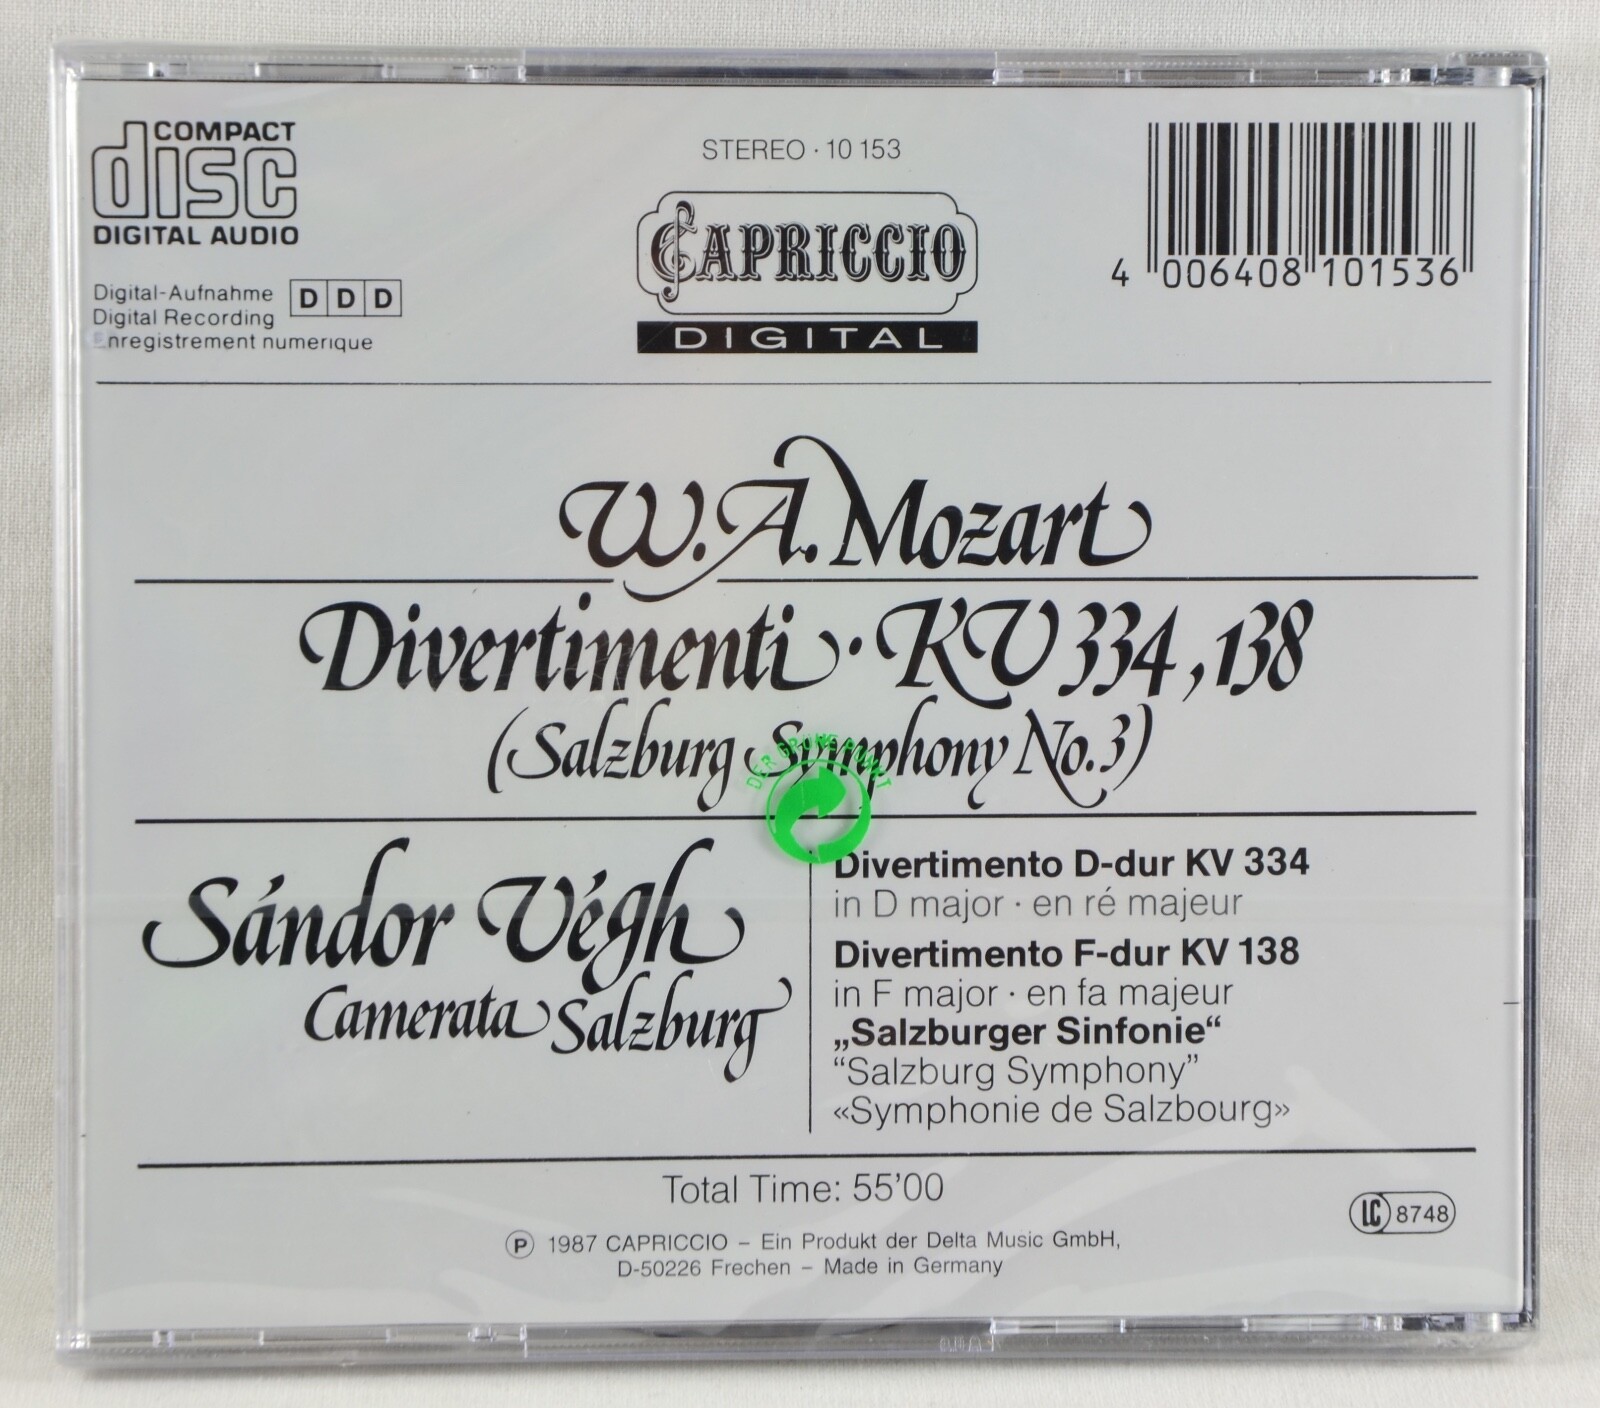 COMPACT
disc
DIGITAL AUDIO
STEREO · 10 153
CAPRICCIO
DIGITAL
4 006408 101536
Digital-Aufnahme
Digital Recording
Enregistrement numerique
D D D
W. A. Mozart
Divertimenti · KV 334, 138
(Salzburg Symphony No. 3)
DER GRÜNE PUNKT
Sándor Végh
Camerata Salzburg
Divertimento D-dur KV 334
in D major · en ré majeur
Divertimento F-dur KV 138
in F major · en fa majeur
„Salzburger Sinfonie“
“Salzburg Symphony”
«Symphonie de Salzbourg»
Total Time: 55'00
LC 8748
Ⓟ 1987 CAPRICCIO – Ein Produkt der Delta Music GmbH,
D-50226 Frechen – Made in Germany